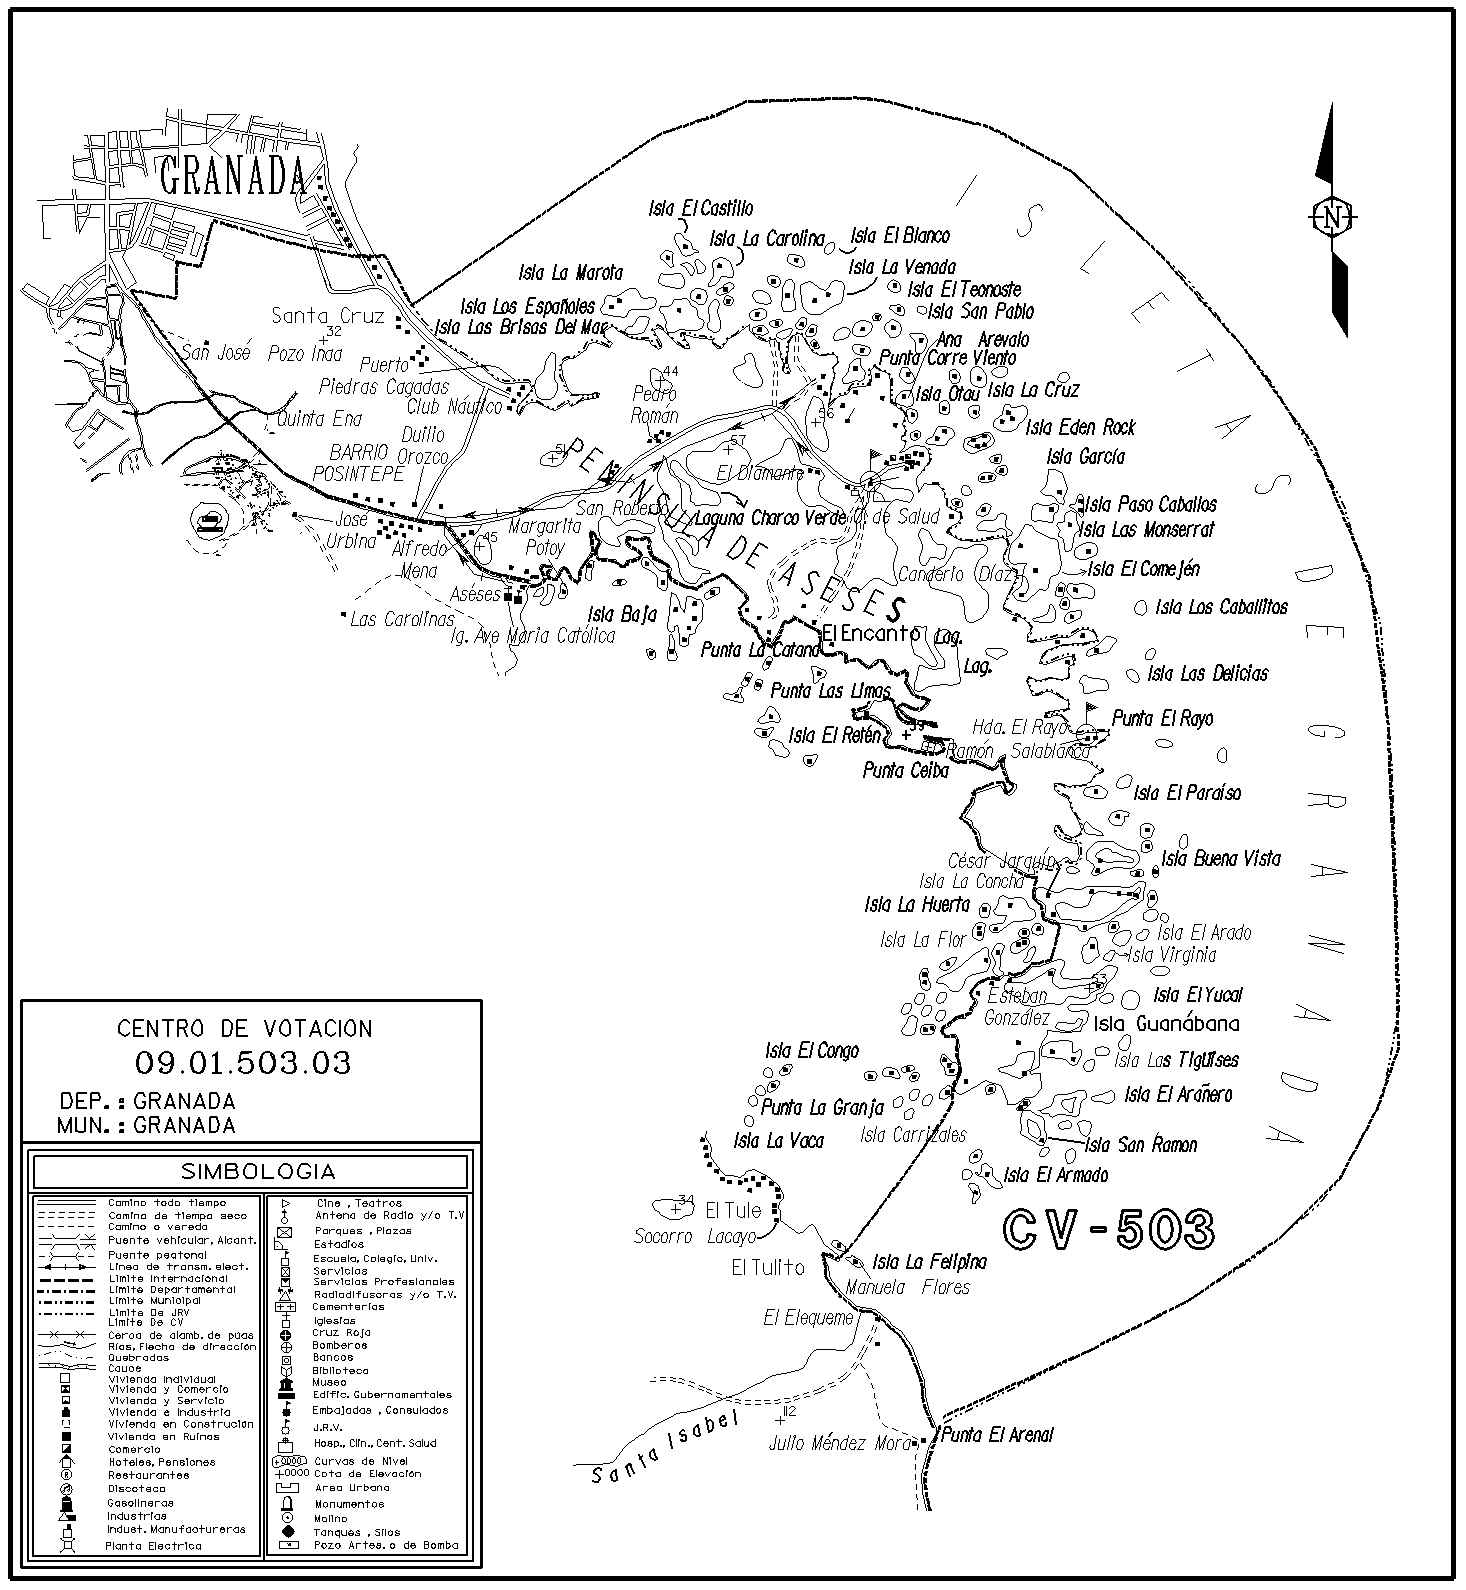 GRANADA
N
ISLETAS DE GRANADA
PENINSULA DE ASESES
Isla El Castillo
Isla La Carolina
Isla El Blanco
Isla La Marota
Isla La Venada
Isla El Teonoste
Isla Los Españoles
Isla San Pablo
Santa Cruz
32
Isla Las Brisas Del Mar
Ana Arevalo
San José
Pozo Inaa
Puerto
Punta Corre Viento
Piedras Cagadas
44
Isla Otau
Isla La Cruz
Club Náutico
Pedro
Román
56
Quinta Ena
Duilio
Orozco
Isla Eden Rock
BARRIO
POSINTEPE
51
57
El Diamante
Isla García
San Roberto
Isla Paso Caballos
José
Urbina
Margarita
Potoy
Laguna Charco Verde
C. de Salud
Isla Las Monserrat
Alfredo
Mena
45
Canderlo Díaz
Isla El Comején
Aseses
Las Carolinas
Isla Baja
Isla Los Caballitos
Ig. Ave Maria Católica
El Encanto
Lag.
Punta La Catana
Lag.
Isla Las Delicias
Punta Las Limas
Isla El Retén
Hda. El Rayo
Punta El Rayo
Ramón Salablanca
Punta Ceiba
Isla El Paraíso
César Jarquín
Isla Buena Vista
Isla La Concha
Isla La Huerta
Isla La Flor
Isla El Arado
Isla Virginia
Esteban
González
Isla El Yucal
Isla Guanábana
Isla El Congo
Isla Las Tigüises
Isla El Arañero
Punta La Granja
Isla Carrizales
Isla La Vaca
Isla San Ramon
Isla El Armado
34
El Tule
Socorro Lacayo
CV-503
El Tulito
Isla La Felipina
Manuela Flores
El Elequeme
12
Santa Isabel
Julio Méndez Mora
Punta El Arenal
CENTRO DE VOTACION
09.01.503.03
DEP. : GRANADA
MUN. : GRANADA
SIMBOLOGIA
Camino todo tiempo
Camino de tiempo seco
Camino o vereda
Puente vehicular, Alcant.
Puente peatonal
Linea de transm. elect.
Limite Internacional
Limite Departamental
Limite Municipal
Limite De JRV
Limite De CV
Cerca de alamb. de puas
Rios, Flecha de dirección
Quebradas
Cauce
Vivienda Individual
Vivienda y Comercio
Vivienda y Servicio
Vivienda e Industria
Vivienda en Construcción
Vivienda en Ruinas
Comercio
Hoteles, Pensiones
Restaurantes
Discoteca
Gasolineras
Industrias
Indust. Manufactureras
Planta Electrica
Cine , Teatros
Antena de Radio y/o T.V
Parques , Plazas
Estadios
Escuela, Colegio, Univ.
Servicios
Servicios Profesionales
Radiodifusoras y/o T.V.
Cementerios
Iglesias
Cruz Roja
Bomberos
Bancos
Biblioteca
Museo
Edific. Gubernamentales
Embajadas , Consulados
J.R.V.
Hosp., Clin., Cent. Salud
Curvas de Nivel
Cota de Elevación
Area Urbana
Monumentos
Molino
Tanques , Silos
Pozo Artes. o de Bomba